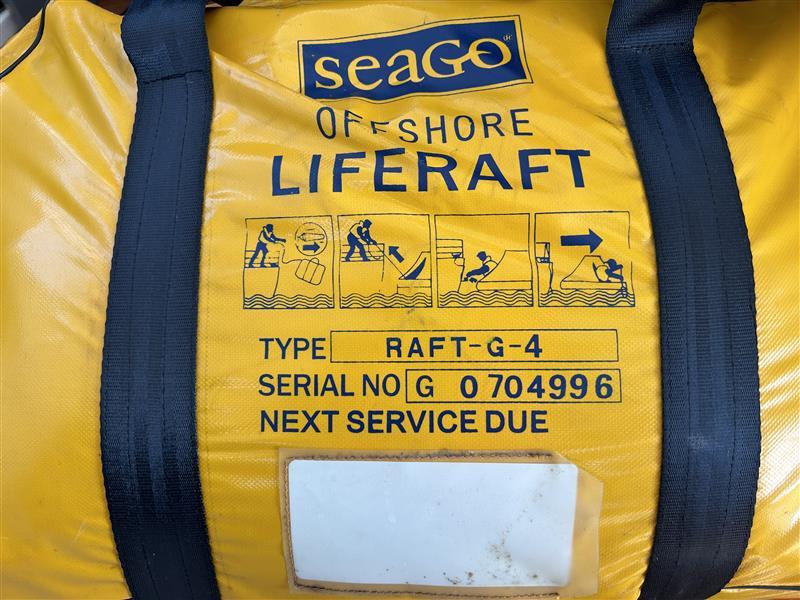 seaGo
OFFSHORE
LIFERAFT
TYPE RAFT-G-4
SERIAL NO G 0704996
NEXT SERVICE DUE